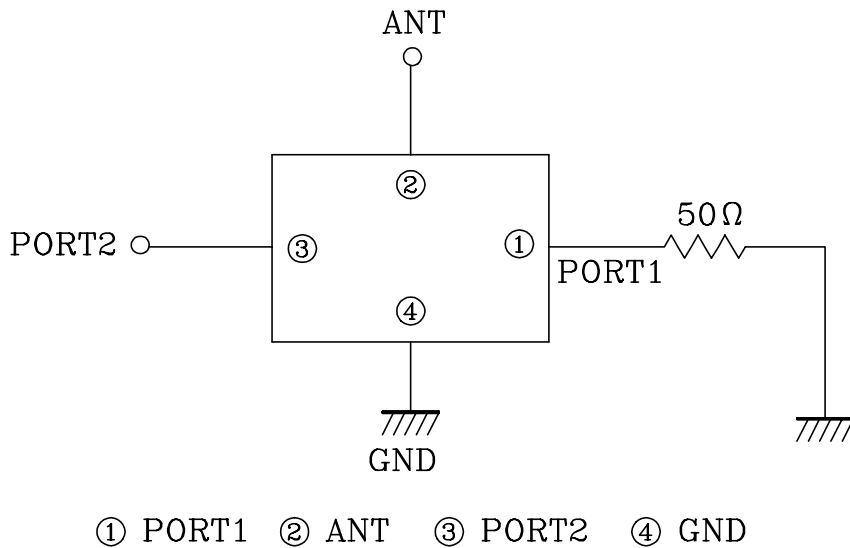 ANT
②
50Ω
PORT2 ③ ①
PORT1
④
GND
① PORT1 ② ANT ③ PORT2 ④ GND